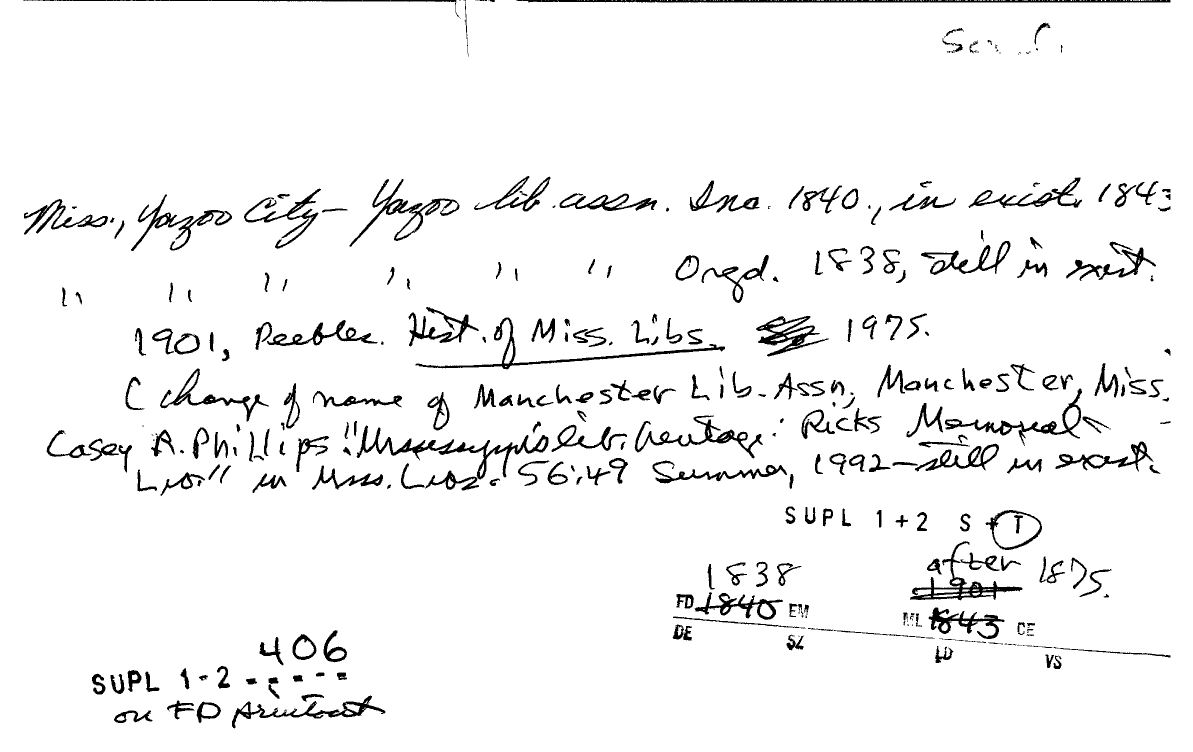 Miss., Yazoo City- Yazoo lib. assn. Inc. 1840., in exist. 1843
" " " " " " Orgd. 1838, still in exist.
1901, Peebles. Hist. of Miss. Libs. 1975.
( change of name of Manchester Lib. Assn, Manchester, Miss.
Casey A. Phillips "Mississippi's lib. heritage: Ricks Memorial
Libr." in Miss. Libs. 56:49 Summer, 1992-still in exist.
SUPL 1+2 S + T
after 1875.
1838 1901
FD 1840 EM ML 1843 CE
DE SZ LD VS
406
SUPL 1-2 -----
on FD printout